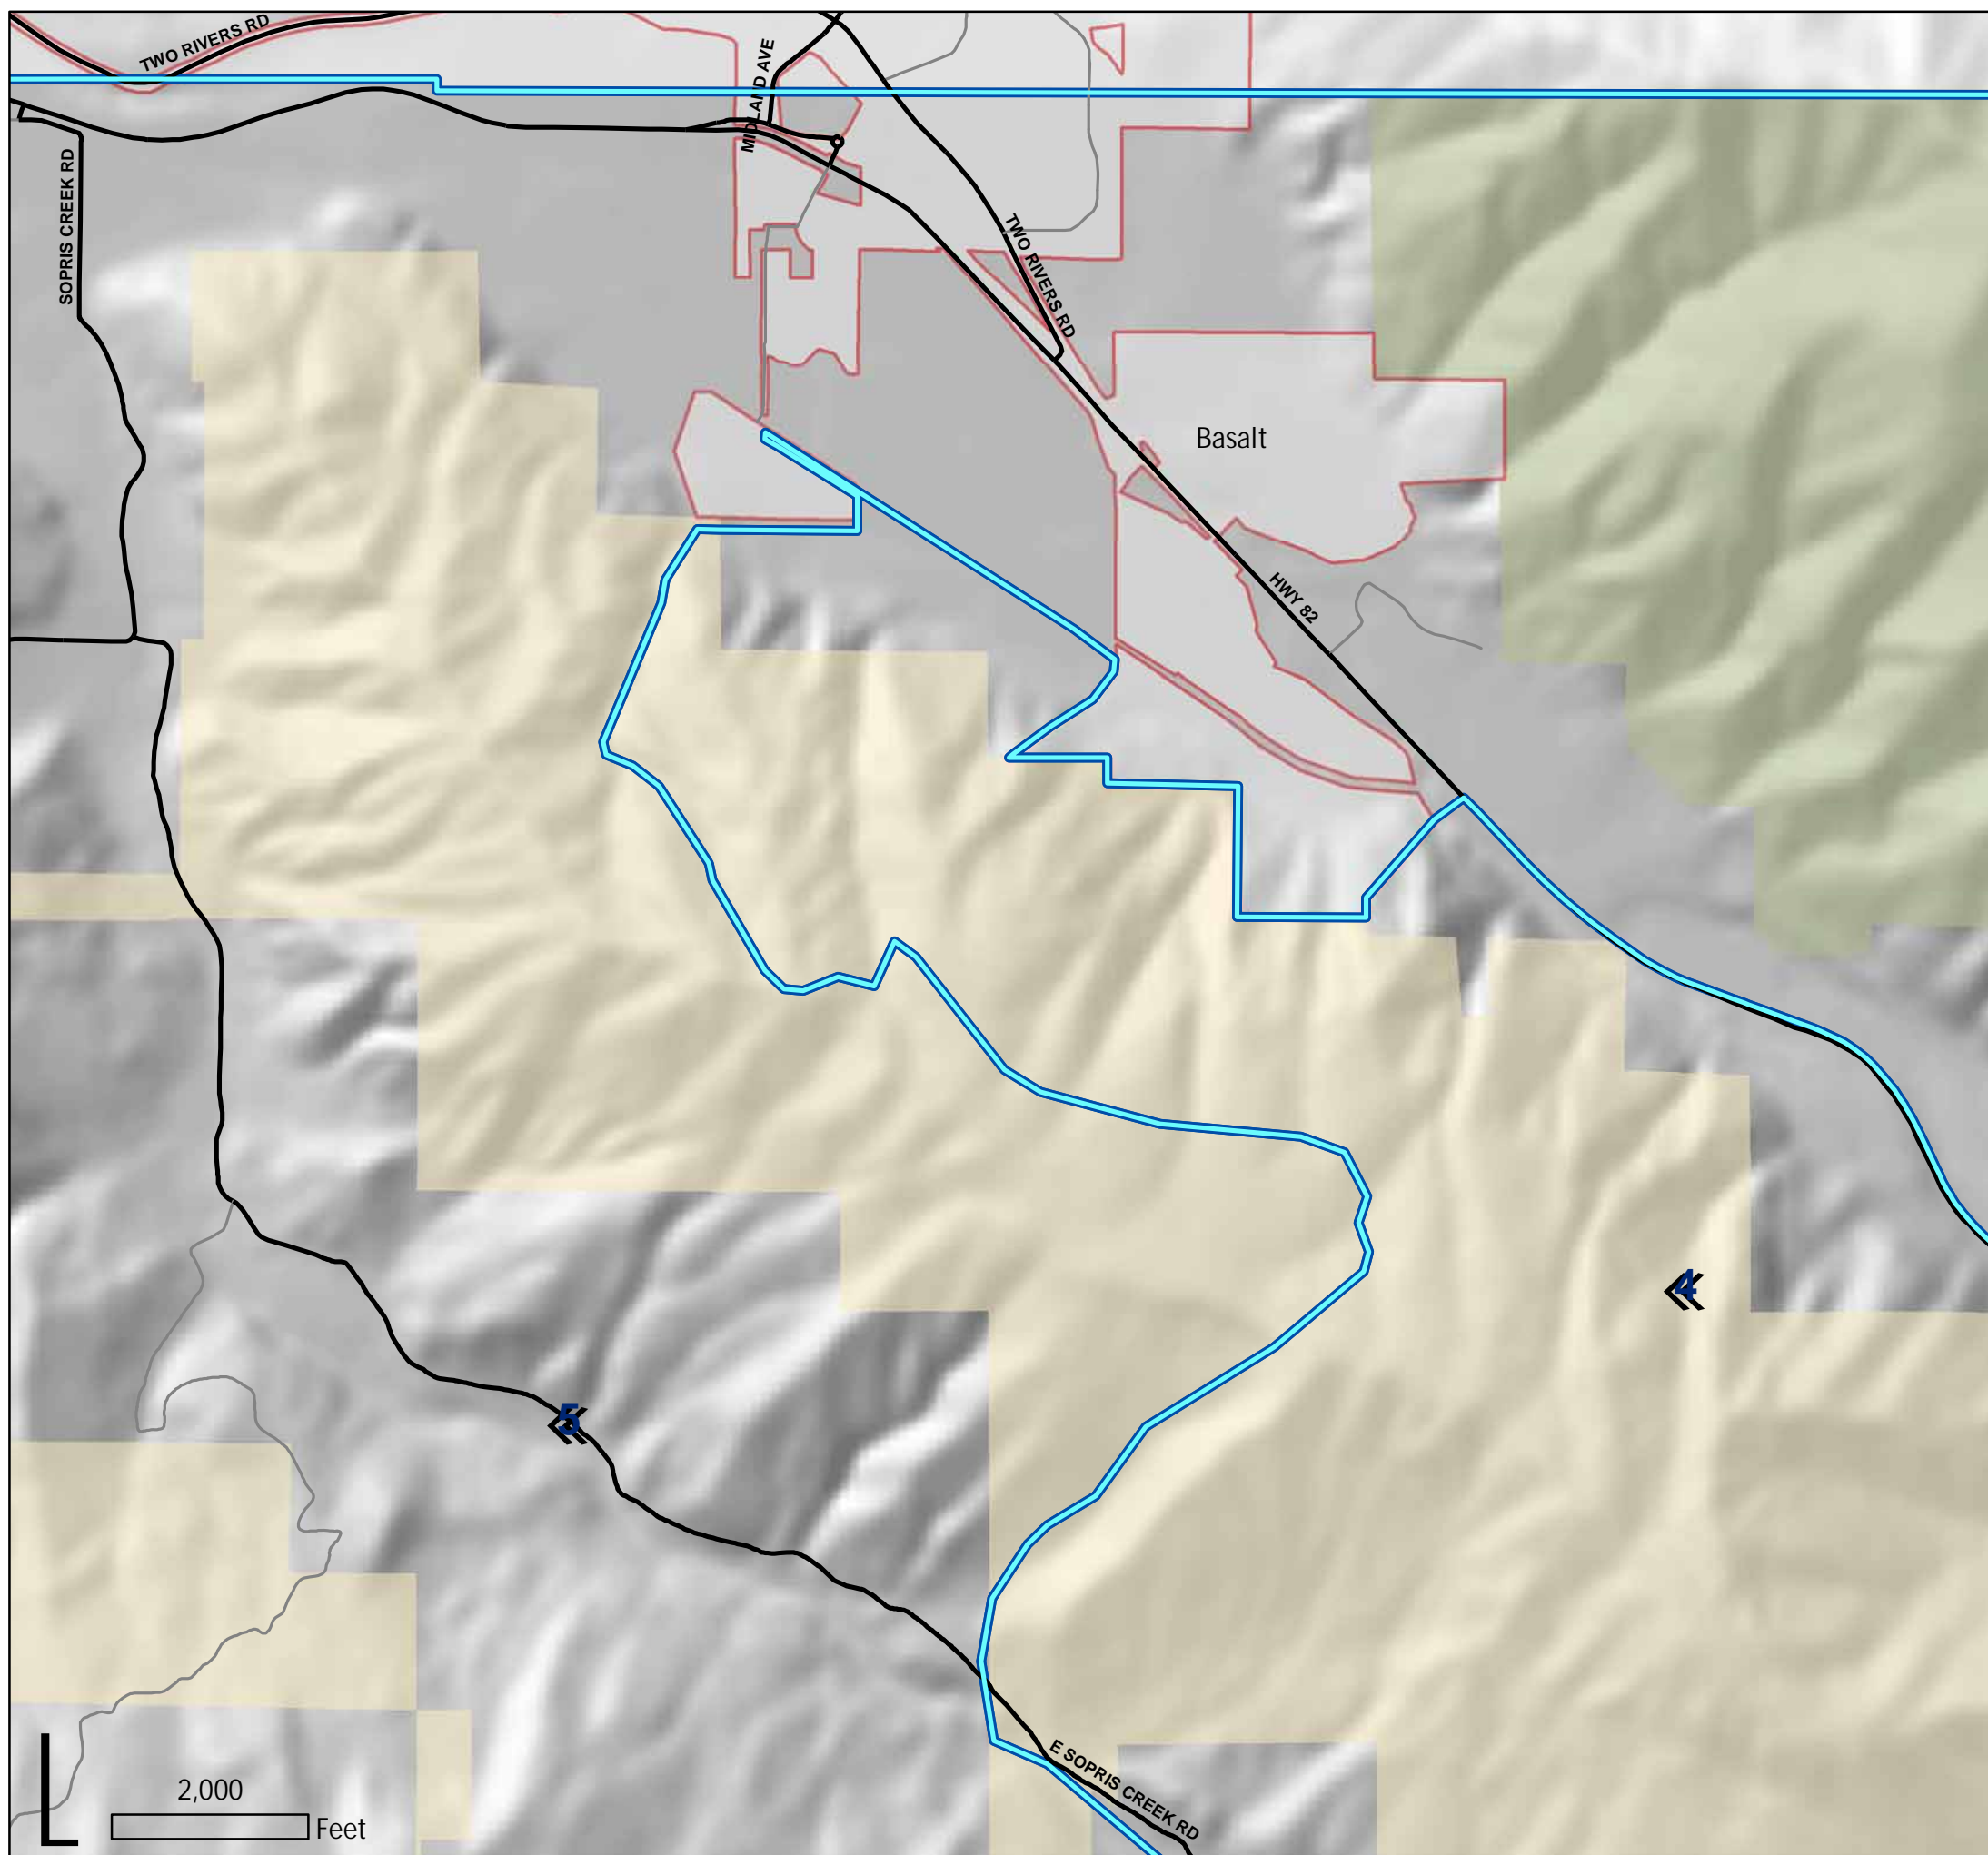 TWO RIVERS RD
MIDLAND AVE
SOPRIS CREEK RD
TWO RIVERS RD
Basalt
HWY 82
4
5
E SOPRIS CREEK RD
2,000
Feet